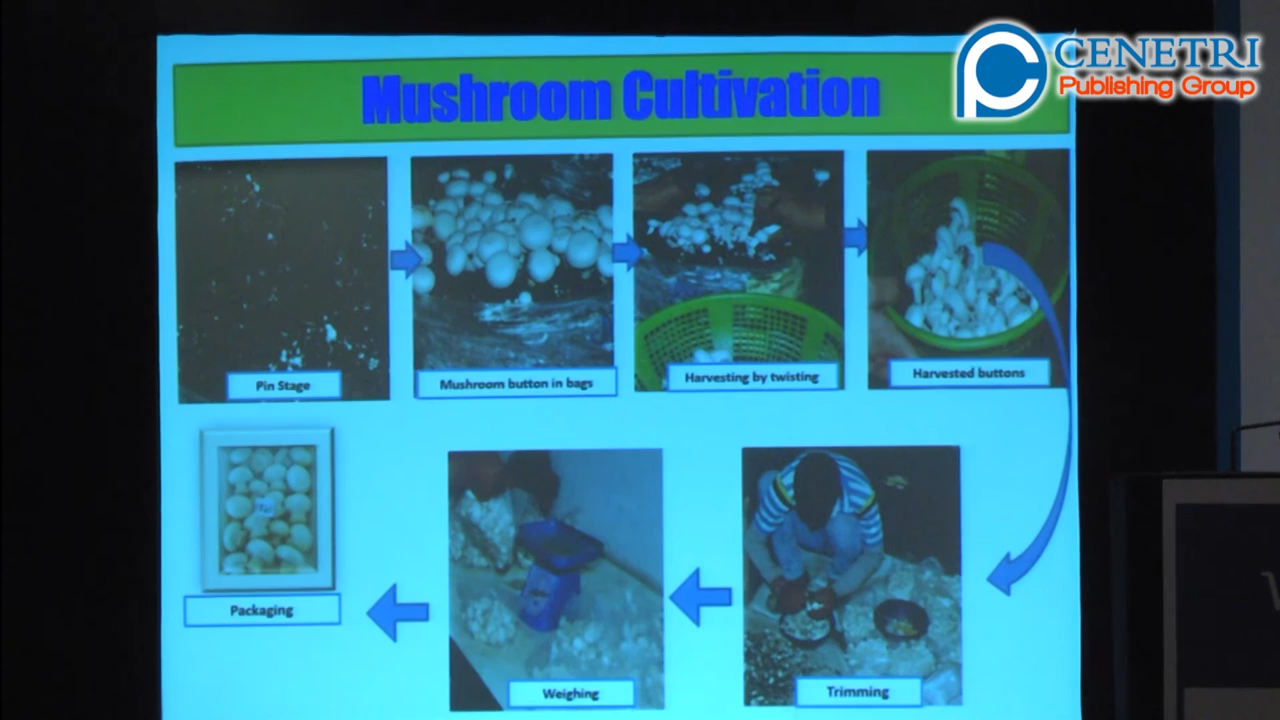 CENETRI
Publishing Group
Mushroom Cultivation
Pin Stage
Mushroom button in bags
Harvesting by twisting
Harvested buttons
Packaging
Weighing
Trimming